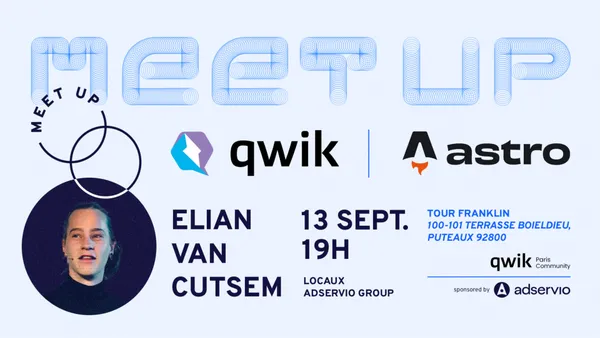 MEET UP
MEET UP
qwik
astro
ELIAN
VAN
CUTSEM
13 SEPT.
19H
LOCAUX
ADSERVIO GROUP
TOUR FRANKLIN
100-101 TERRASSE BOIELDIEU,
PUTEAUX 92800
qwik Paris
Community
sponsored by adservio